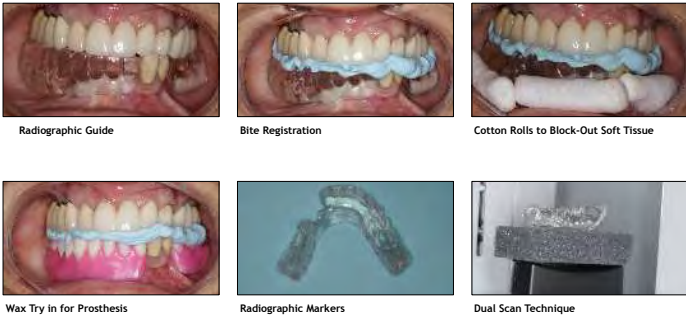 Radiographic Guide
Bite Registration
Cotton Rolls to Block-Out Soft Tissue
Wax Try in for Prosthesis
Radiographic Markers
Dual Scan Technique